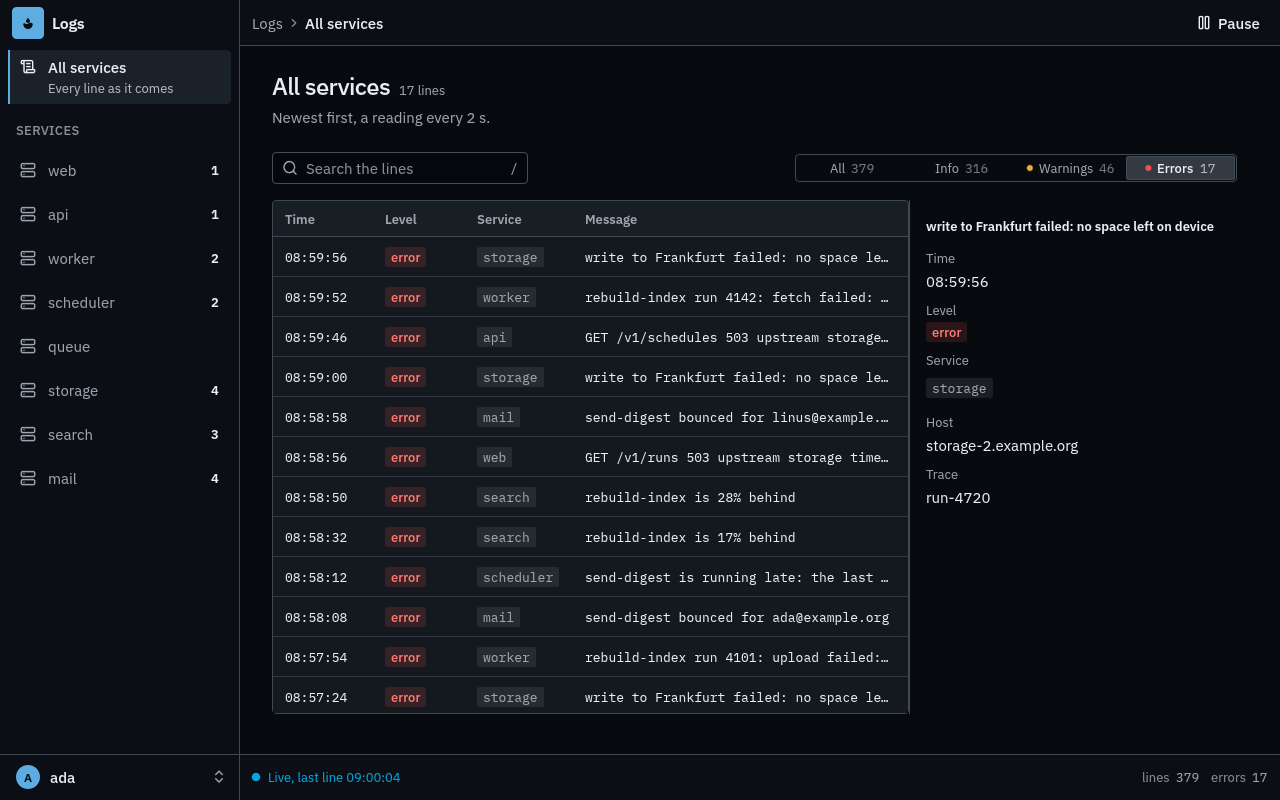 Logs
All services
Every line as it comes
SERVICES
web 1
api 1
worker 2
scheduler 2
queue
storage 4
search 3
mail 4
A ada
Logs > All services
Pause
All services 17 lines
Newest first, a reading every 2 s.
Search the lines /
All 379 Info 316 Warnings 46 Errors 17
Time Level Service Message
08:59:56 error storage write to Frankfurt failed: no space le…
08:59:52 error worker rebuild-index run 4142: fetch failed: …
08:59:46 error api GET /v1/schedules 503 upstream storage…
08:59:00 error storage write to Frankfurt failed: no space le…
08:58:58 error mail send-digest bounced for linus@example.…
08:58:56 error web GET /v1/runs 503 upstream storage time…
08:58:50 error search rebuild-index is 28% behind
08:58:32 error search rebuild-index is 17% behind
08:58:12 error scheduler send-digest is running late: the last …
08:58:08 error mail send-digest bounced for ada@example.org
08:57:54 error worker rebuild-index run 4101: upload failed:…
08:57:24 error storage write to Frankfurt failed: no space le…
write to Frankfurt failed: no space left on device
Time
08:59:56
Level
error
Service
storage
Host
storage-2.example.org
Trace
run-4720
Live, last line 09:00:04
lines 379 errors 17